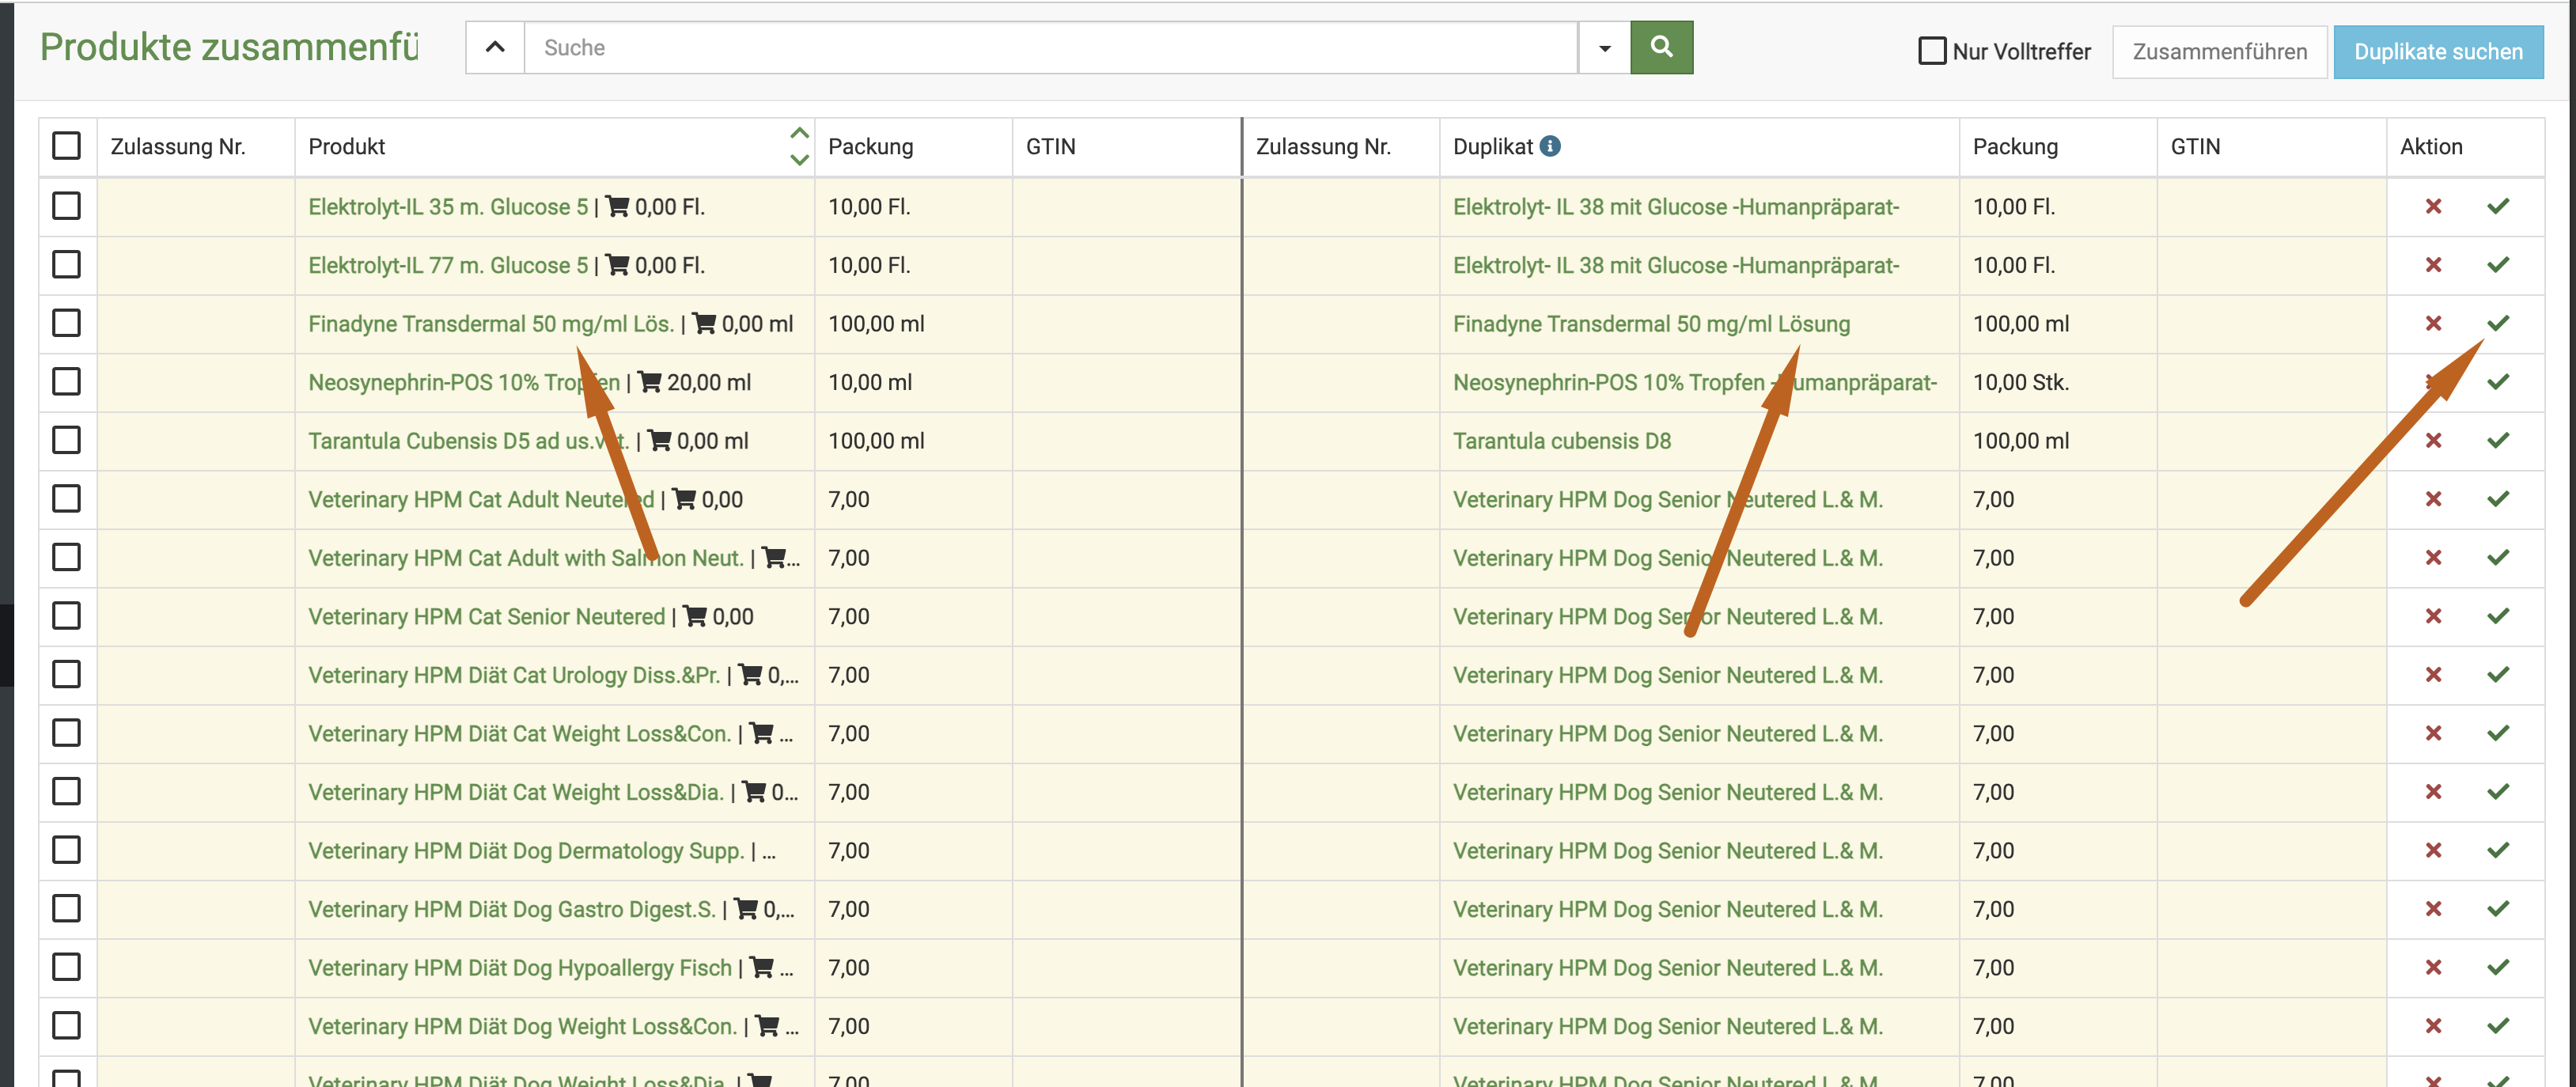 Produkte zusammenfü
Suche
Nur Volltreffer
Zusammenführen
Duplikate suchen
Zulassung Nr. Produkt Packung GTIN Zulassung Nr. Duplikat Packung GTIN Aktion
Elektrolyt-IL 35 m. Glucose 5 | 0,00 Fl. 10,00 Fl. Elektrolyt- IL 38 mit Glucose -Humanpräparat- 10,00 Fl.
Elektrolyt-IL 77 m. Glucose 5 | 0,00 Fl. 10,00 Fl. Elektrolyt- IL 38 mit Glucose -Humanpräparat- 10,00 Fl.
Finadyne Transdermal 50 mg/ml Lös. | 0,00 ml 100,00 ml Finadyne Transdermal 50 mg/ml Lösung 100,00 ml
Neosynephrin-POS 10% Tropfen | 20,00 ml 10,00 ml Neosynephrin-POS 10% Tropfen -Humanpräparat- 10,00 Stk.
Tarantula Cubensis D5 ad us.vet. | 0,00 ml 100,00 ml Tarantula cubensis D8 100,00 ml
Veterinary HPM Cat Adult Neutered | 0,00 7,00 Veterinary HPM Dog Senior Neutered L.& M. 7,00
Veterinary HPM Cat Adult with Salmon Neut. | ... 7,00 Veterinary HPM Dog Senior Neutered L.& M. 7,00
Veterinary HPM Cat Senior Neutered | 0,00 7,00 Veterinary HPM Dog Senior Neutered L.& M. 7,00
Veterinary HPM Diät Cat Urology Diss.&Pr. | 0,... 7,00 Veterinary HPM Dog Senior Neutered L.& M. 7,00
Veterinary HPM Diät Cat Weight Loss&Con. | ... 7,00 Veterinary HPM Dog Senior Neutered L.& M. 7,00
Veterinary HPM Diät Cat Weight Loss&Dia. | 0... 7,00 Veterinary HPM Dog Senior Neutered L.& M. 7,00
Veterinary HPM Diät Dog Dermatology Supp. | ... 7,00 Veterinary HPM Dog Senior Neutered L.& M. 7,00
Veterinary HPM Diät Dog Gastro Digest.S. | 0,... 7,00 Veterinary HPM Dog Senior Neutered L.& M. 7,00
Veterinary HPM Diät Dog Hypoallergy Fisch | ... 7,00 Veterinary HPM Dog Senior Neutered L.& M. 7,00
Veterinary HPM Diät Dog Weight Loss&Con. | ... 7,00 Veterinary HPM Dog Senior Neutered L.& M. 7,00
Veterinary HPM Diät Dog Weight Loss&Dia. | 7,00 Veterinary HPM Dog Senior Neutered L.& M. 7,00